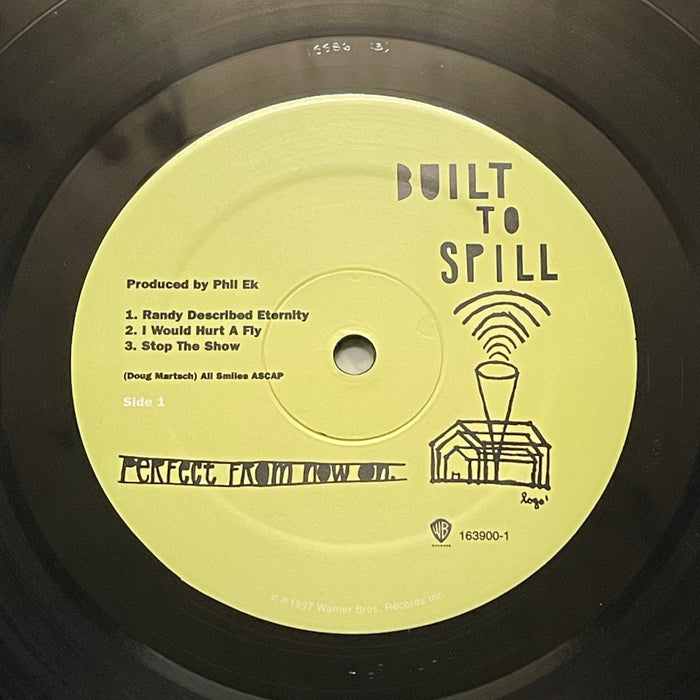 BUILT
TO
SPILL
Produced by Phil Ek
1. Randy Described Eternity
2. I Would Hurt A Fly
3. Stop The Show
(Doug Martsch) All Smiles ASCAP
Side 1
PERFECT FROM NOW ON.
logo!
WB
163900-1
© ℗ 1997 Warner Bros. Records Inc.